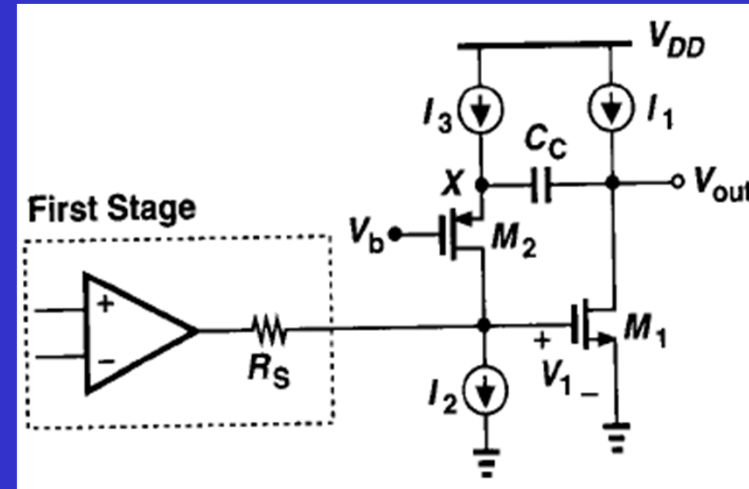 V_DD
I_3
I_1
C_C
X
V_out
First Stage
V_b
M_2
+
−
R_S
+
M_1
V_1
−
I_2